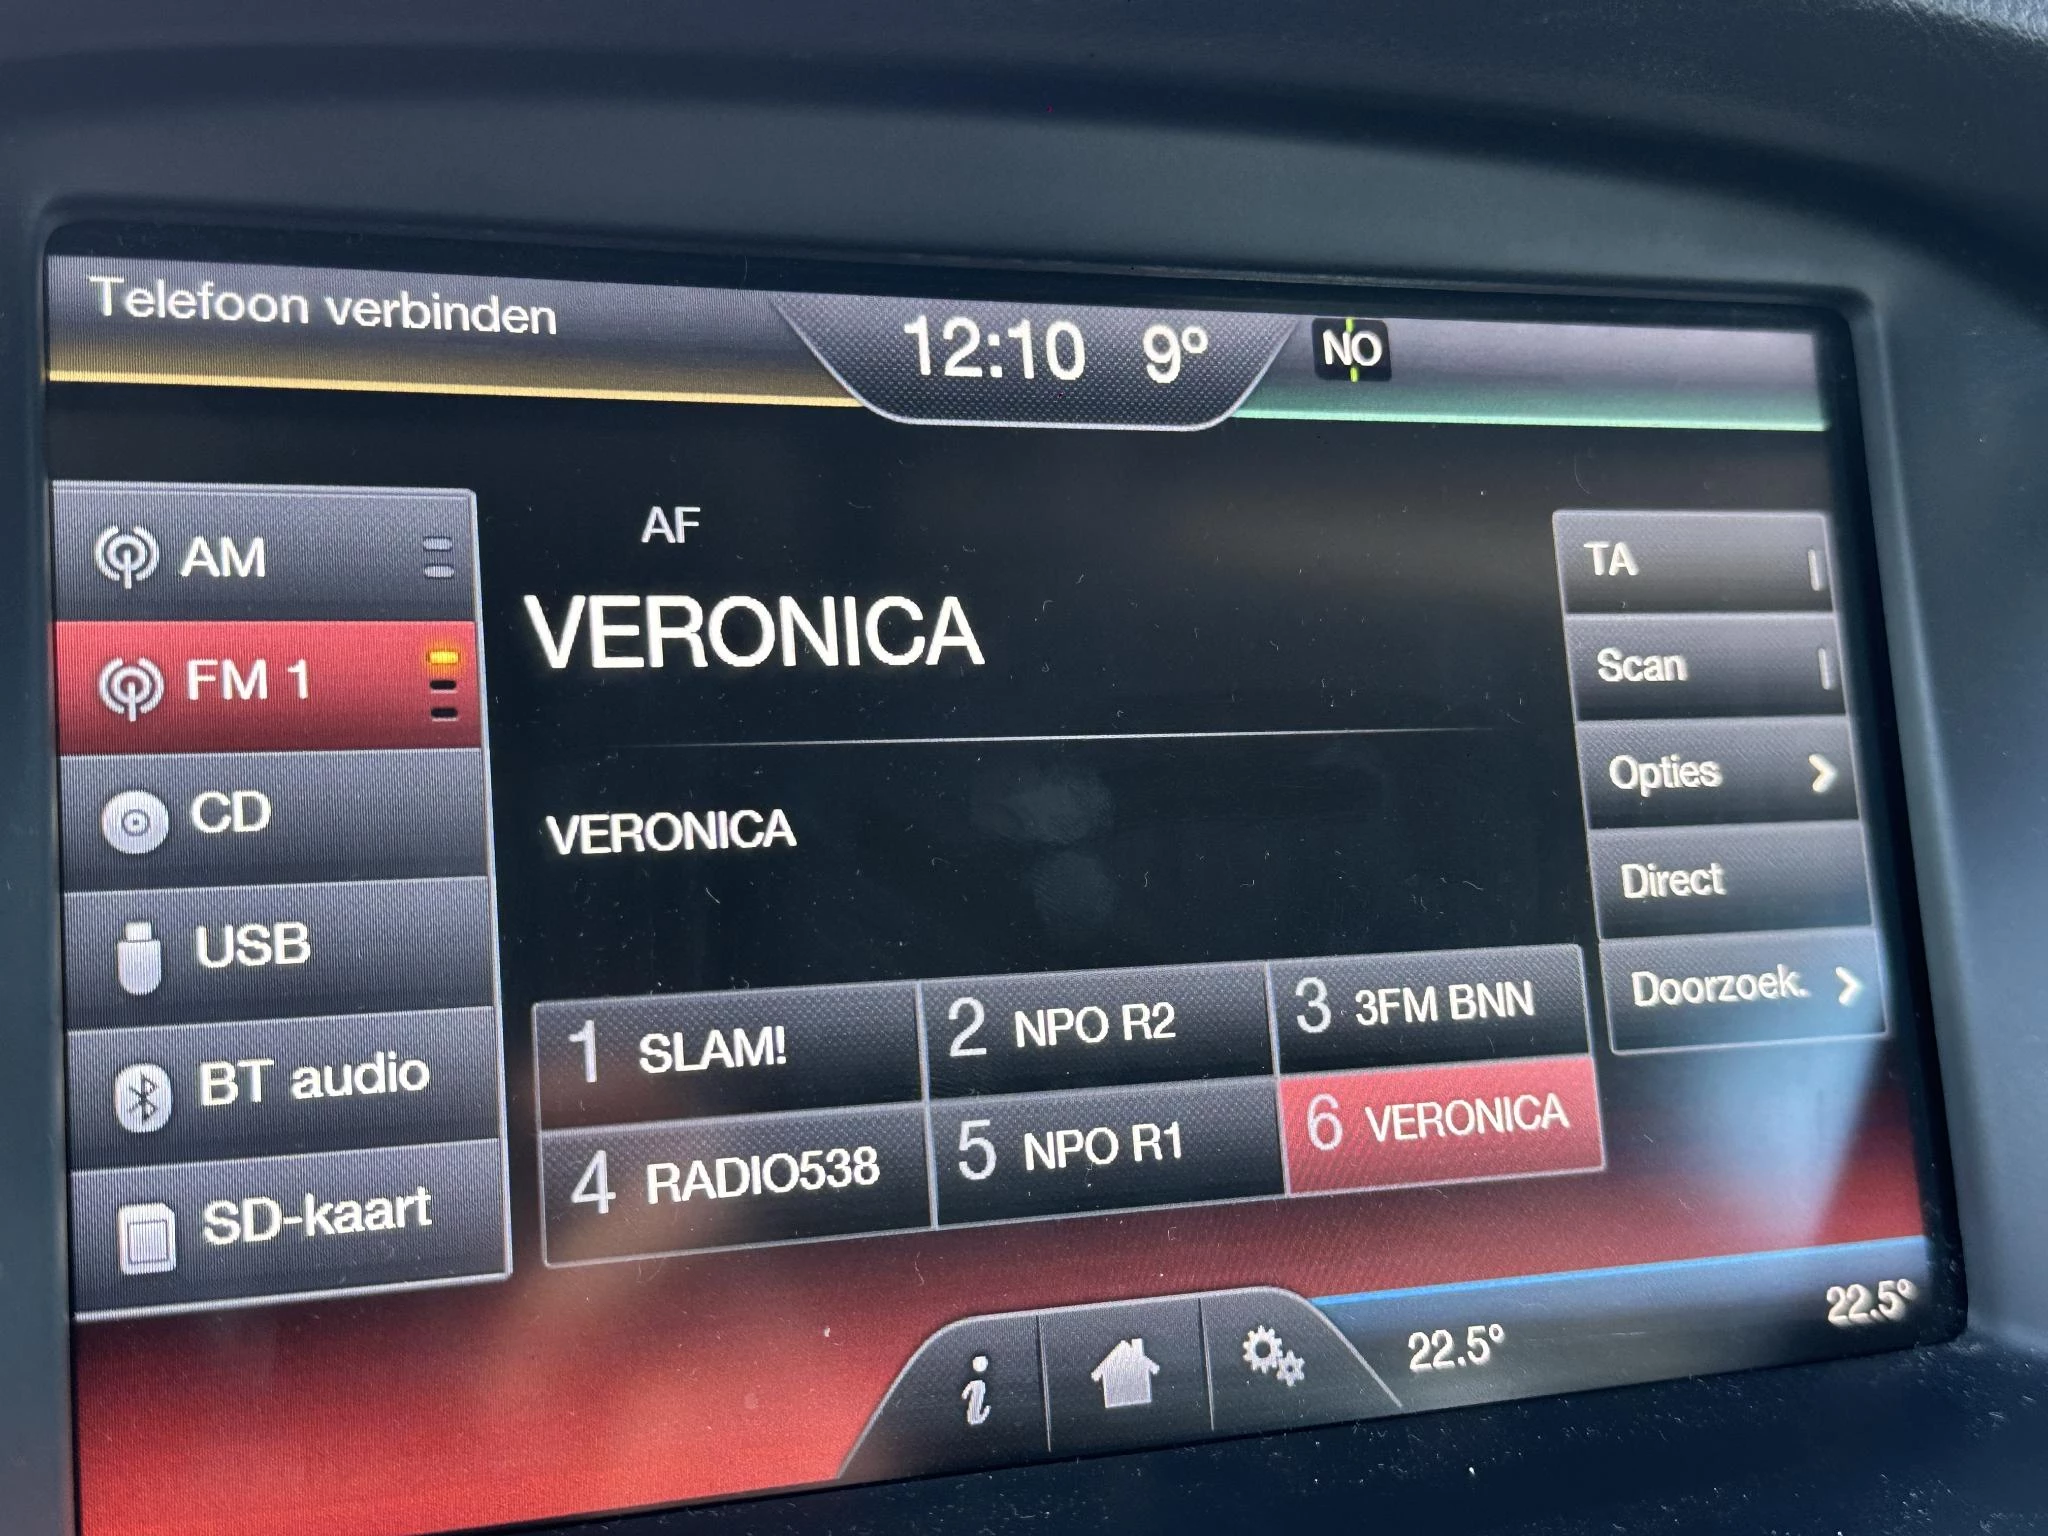 Telefoon verbinden
12:10 9°
NO
AM
FM 1
CD
USB
BT audio
SD-kaart
AF
VERONICA
VERONICA
1 SLAM!
2 NPO R2
3 3FM BNN
4 RADIO538
5 NPO R1
6 VERONICA
TA
Scan
Opties
Direct
Doorzoek.
i
22.5°
22.5°